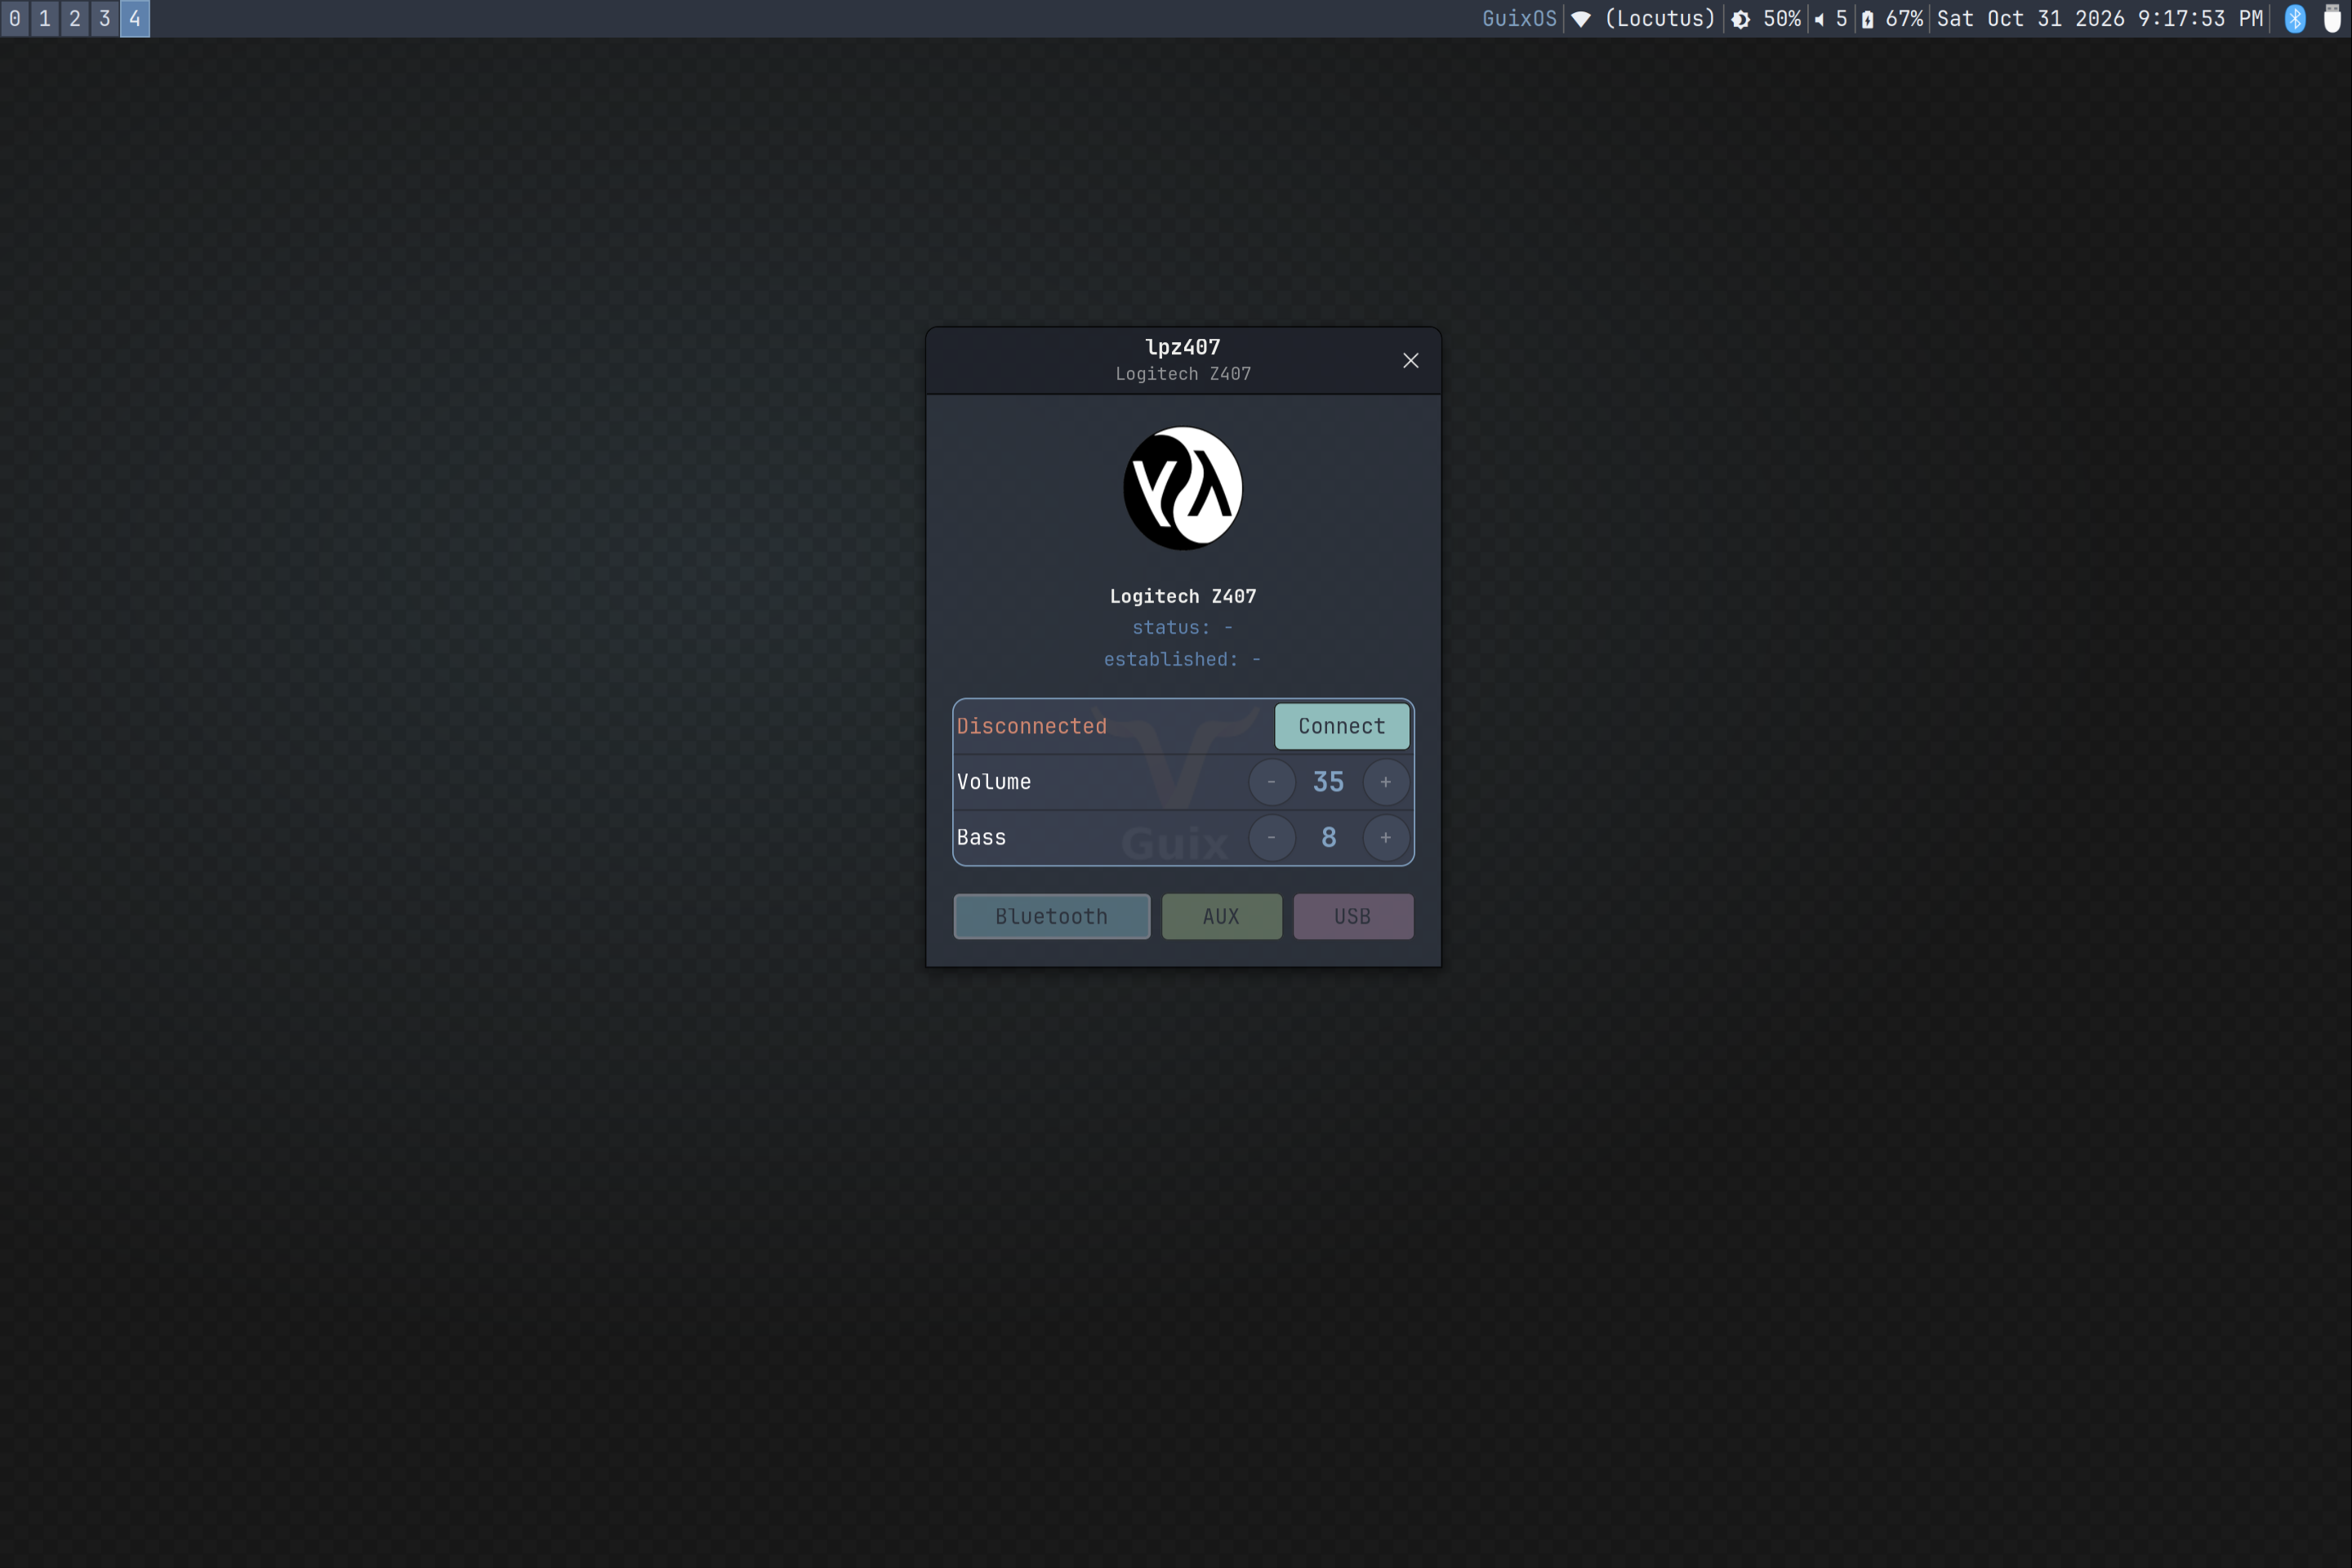 0 1 2 3 4 GuixOS (Locutus) 50% 5 67% Sat Oct 31 2026 9:17:53 PM
lpz407
Logitech Z407
Logitech Z407
status: -
established: -
Disconnected Connect
Volume - 35 +
Bass - 8 +
Guix
Bluetooth AUX USB